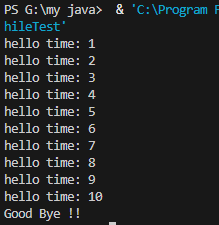 PS G:\my java>  & 'C:\Program F
hileTest'
hello time: 1
hello time: 2
hello time: 3
hello time: 4
hello time: 5
hello time: 6
hello time: 7
hello time: 8
hello time: 9
hello time: 10
Good Bye !!